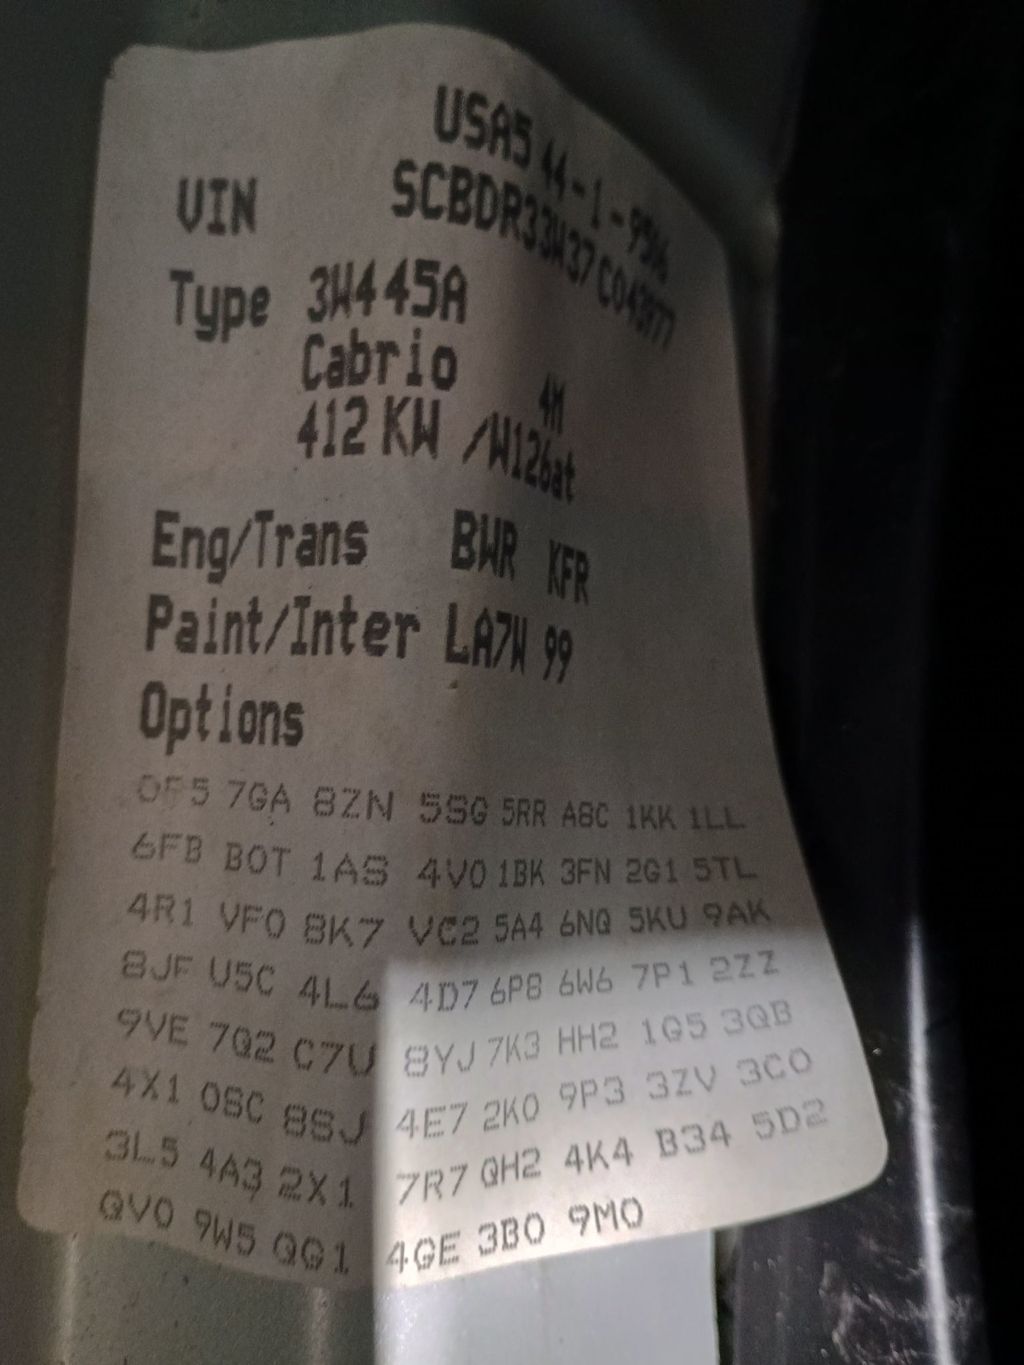 USA5 44-1-9506
VIN SCBDR33W37C043977
Type 3W445A
Cabrio 4M
412 KW /W126at
Eng/Trans BWR KFR
Paint/Inter LA7W 99
Options
7GA 8ZN 5SG 5RR A8C 1KK 1LL
6FB B0T 1AS 4V0 1BK 3FN 2G1 5TL
4R1 VF0 8K7 VC2 5A4 6NQ 5KU 9AK
8JF U5C 4L6 4D7 6P8 6W6 7P1 2ZZ
9VE 7Q2 C7U 8YJ 7K3 HH2 1G5 3QB
4X1 0SC 8SJ 4E7 2K0 9P3 3ZV 3C0
3L5 4A3 2X1 7R7 QH2 4K4 B34 5D2
QV0 9W5 QG1 4GE 3B0 9M0